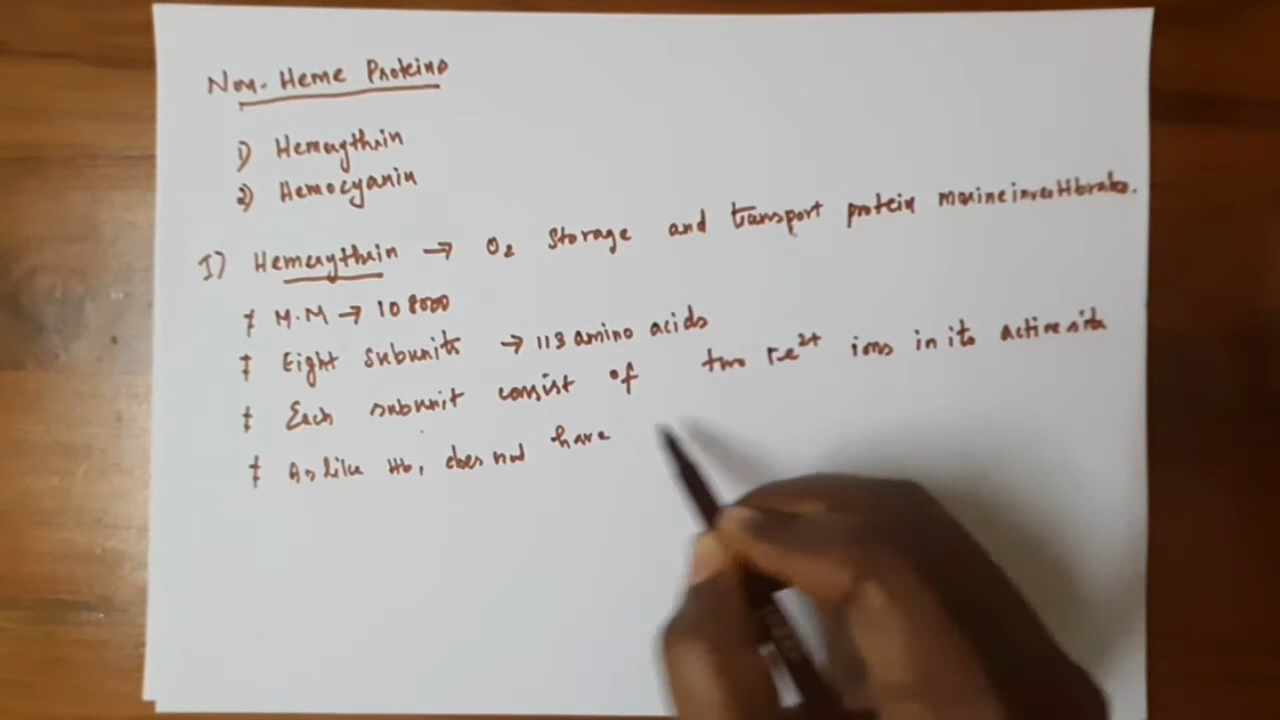 Non-Heme Proteins
1) Hemerythrin
2) Hemocyanin
I) Hemerythrin → O2 storage and transport protein marine invertibrates.
† M.M → 108000
† Eight subunits → 113 amino acids
† Each subunit consist of two Fe2+ ions in its active site
† As like Hb, does not have